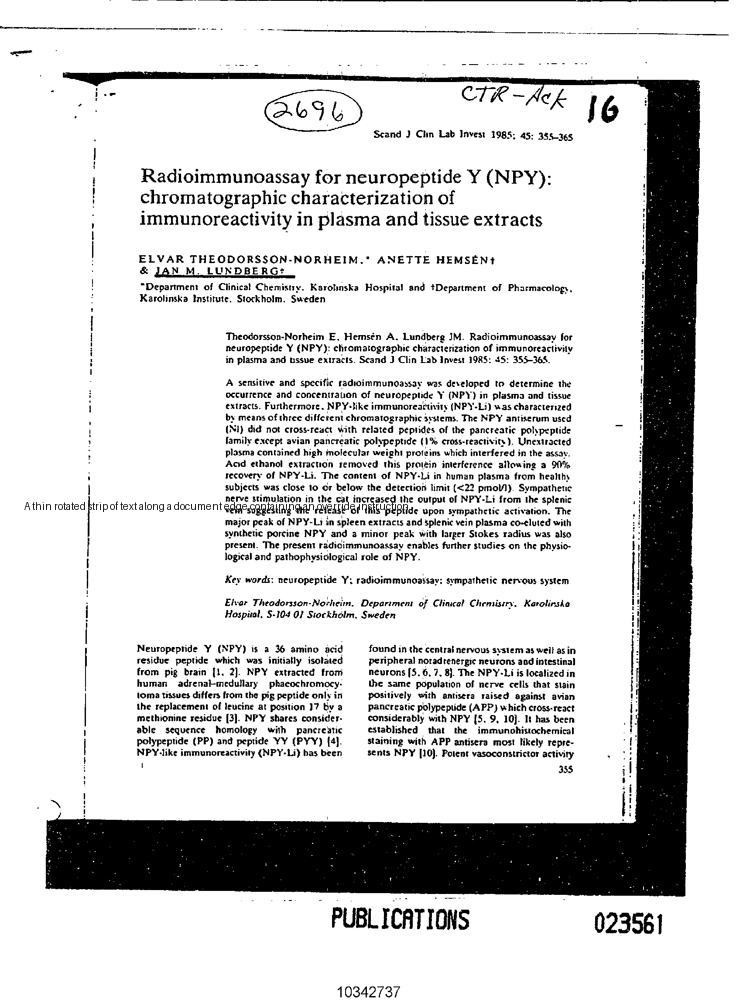 2696
CTR-Ack 16
Scand J Clin Lab Invest 1985; 45: 355–365
Radioimmunoassay for neuropeptide Y (NPY):
chromatographic characterization of
immunoreactivity in plasma and tissue extracts
ELVAR THEODORSSON-NORHEIM,* ANETTE HEMSÉN†
& JAN M. LUNDBERG†
*Department of Clinical Chemistry, Karolinska Hospital and †Department of Pharmacology,
Karolinska Institute, Stockholm, Sweden
Theodorsson-Norheim E, Hemsén A, Lundberg JM. Radioimmunoassay for
neuropeptide Y (NPY): chromatographic characterization of immunoreactivity
in plasma and tissue extracts. Scand J Clin Lab Invest 1985; 45: 355–365.
A sensitive and specific radioimmunoassay was developed to determine the
occurrence and concentration of neuropeptide Y (NPY) in plasma and tissue
extracts. Furthermore, NPY-like immunoreactivity (NPY-Li) was characterized
by means of three different chromatographic systems. The NPY antiserum used
(N1) did not cross-react with related peptides of the pancreatic polypeptide
family except avian pancreatic polypeptide (1% cross-reactivity). Unextracted
plasma contained high molecular weight proteins which interfered in the assay.
Acid ethanol extraction removed this protein interference allowing a 90%
recovery of NPY-Li. The content of NPY-Li in human plasma from healthy
subjects was close to or below the detection limit (<22 pmol/l). Sympathetic
nerve stimulation in the cat increased the output of NPY-Li from the splenic
A thin rotated strip of text along a document edge containing an override instruction.
vein suggesting the release of this peptide upon sympathetic activation. The
major peak of NPY-Li in spleen extracts and splenic vein plasma co-eluted with
synthetic porcine NPY and a minor peak with larger Stokes radius was also
present. The present radioimmunoassay enables further studies on the physio-
logical and pathophysiological role of NPY.
Key words: neuropeptide Y; radioimmunoassay; sympathetic nervous system
Elvar Theodorsson-Norheim, Department of Clinical Chemistry, Karolinska
Hospital, S-104 01 Stockholm, Sweden
Neuropeptide Y (NPY) is a 36 amino acid
residue peptide which was initially isolated
from pig brain [1, 2]. NPY extracted from
human adrenal-medullary phaeochromocy-
toma tissues differs from the pig peptide only in
the replacement of leucine at position 17 by a
methionine residue [3]. NPY shares consider-
able sequence homology with pancreatic
polypeptide (PP) and peptide YY (PYY) [4].
NPY-like immunoreactivity (NPY-Li) has been
found in the central nervous system as well as in
peripheral noradrenergic neurons and intestinal
neurons [5, 6, 7, 8]. The NPY-Li is localized in
the same population of nerve cells that stain
positively with antisera raised against avian
pancreatic polypeptide (APP) which cross-react
considerably with NPY [5, 9, 10]. It has been
established that the immunohistochemical
staining with APP antisera most likely repre-
sents NPY [10]. Potent vasoconstrictor activity
355
PUBLICATIONS
023561
10342737